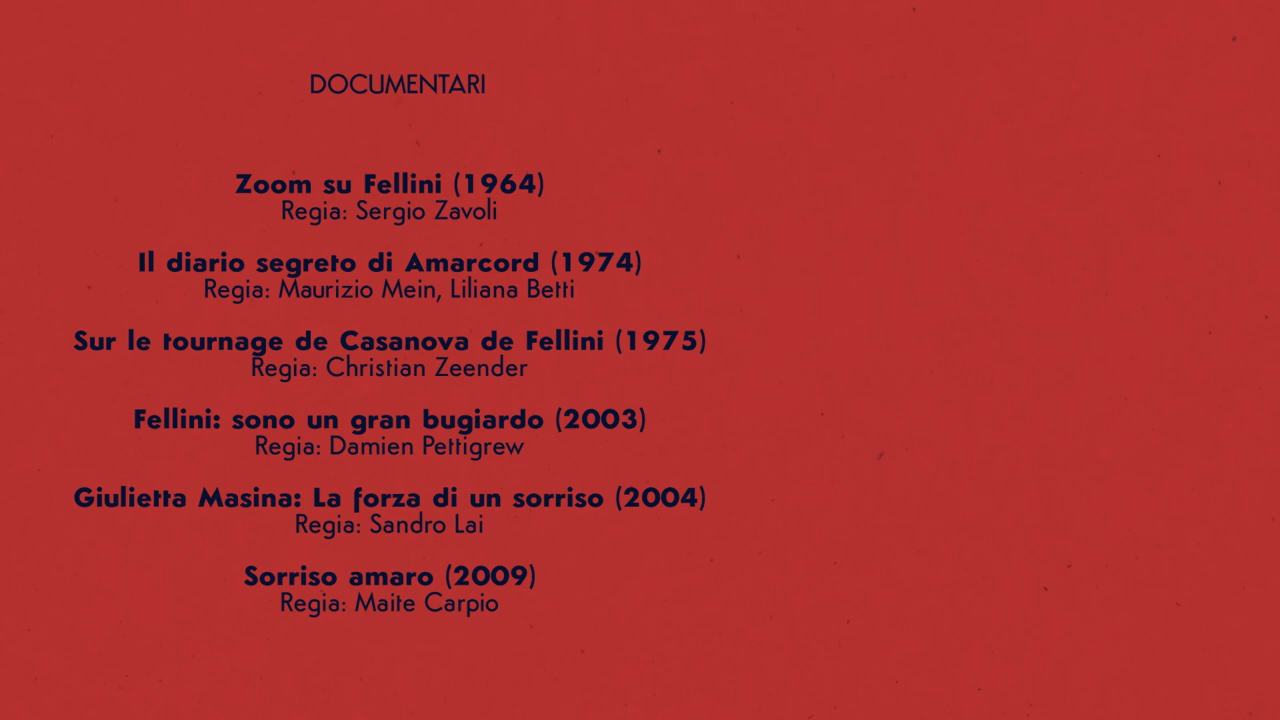 DOCUMENTARI
Zoom su Fellini (1964)
Regia: Sergio Zavoli
Il diario segreto di Amarcord (1974)
Regia: Maurizio Mein, Liliana Betti
Sur le tournage de Casanova de Fellini (1975)
Regia: Christian Zeender
Fellini: sono un gran bugiardo (2003)
Regia: Damien Pettigrew
Giulietta Masina: La forza di un sorriso (2004)
Regia: Sandro Lai
Sorriso amaro (2009)
Regia: Maite Carpio